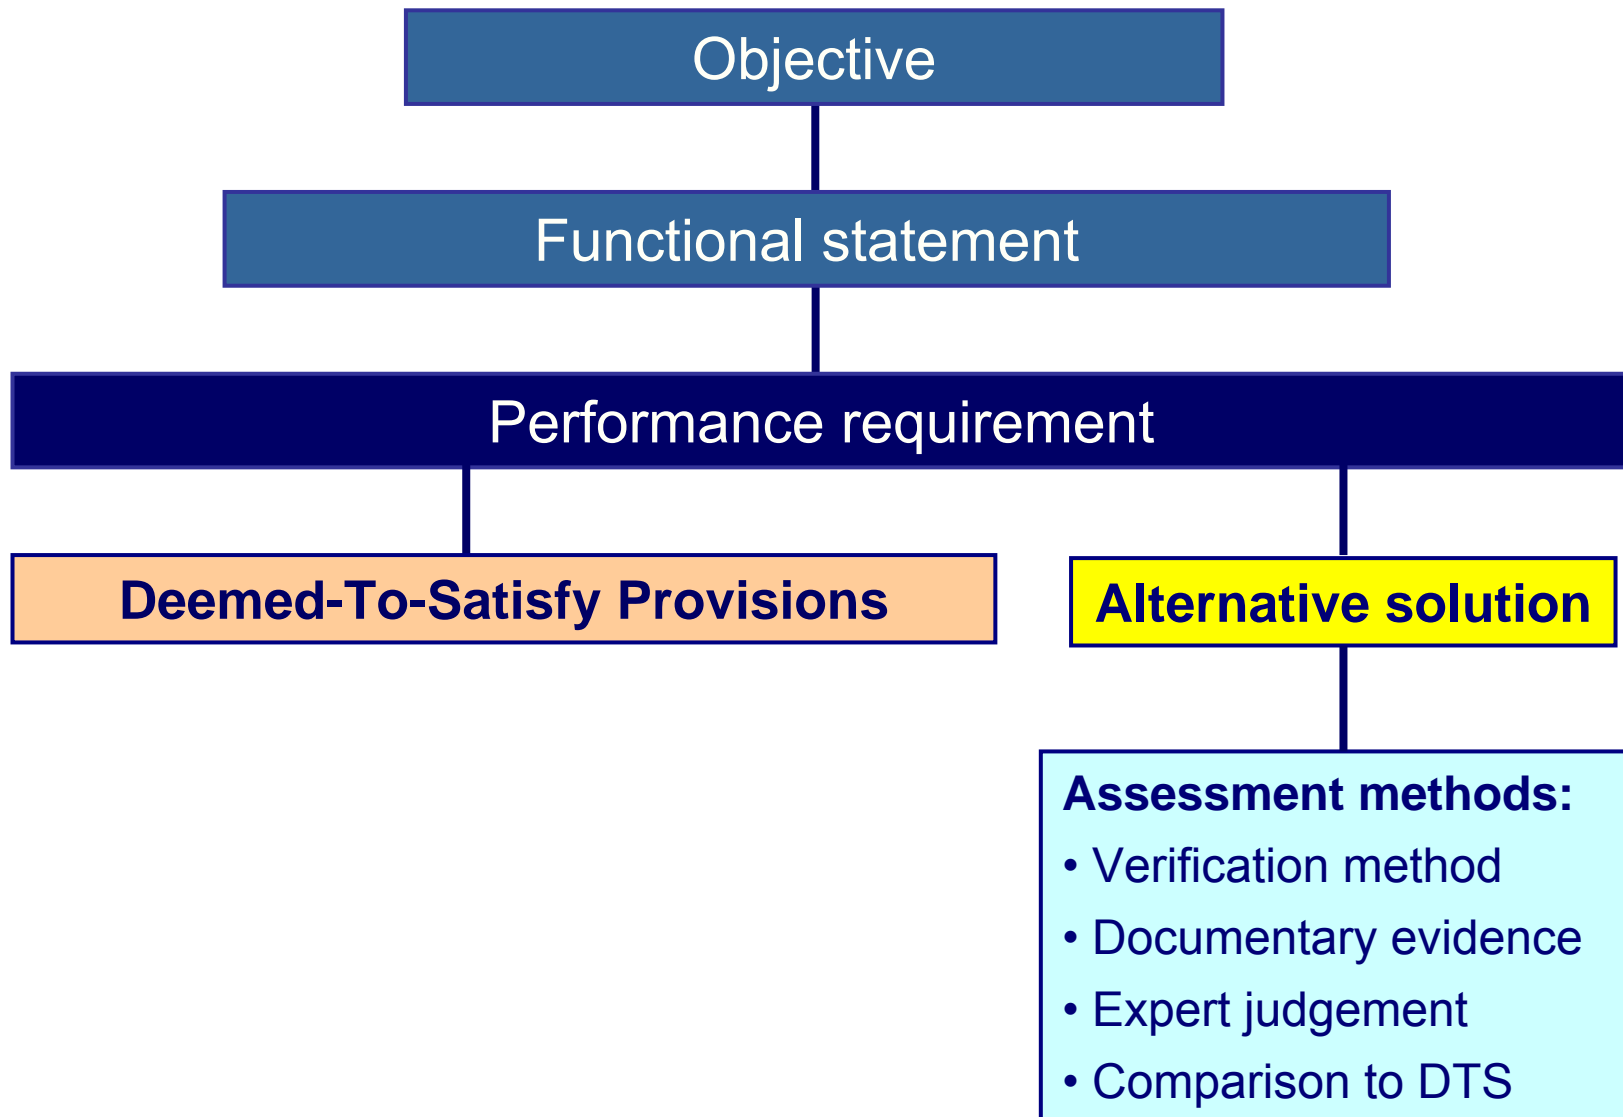 Objective
Functional statement
Performance requirement
Deemed-To-Satisfy Provisions
Alternative solution
Assessment methods:
• Verification method
• Documentary evidence
• Expert judgement
• Comparison to DTS